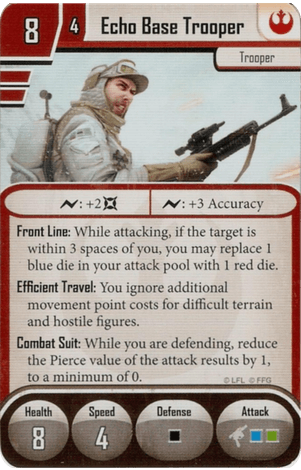 8
4
Echo Base Trooper
Trooper
: +2
: +3 Accuracy
Front Line: While attacking, if the target is
within 3 spaces of you, you may replace 1
blue die in your attack pool with 1 red die.
Efficient Travel: You ignore additional
movement point costs for difficult terrain
and hostile figures.
Combat Suit: While you are defending, reduce
the Pierce value of the attack results by 1,
to a minimum of 0.
© LFL © FFG
Health
Speed
Defense
Attack
8
4